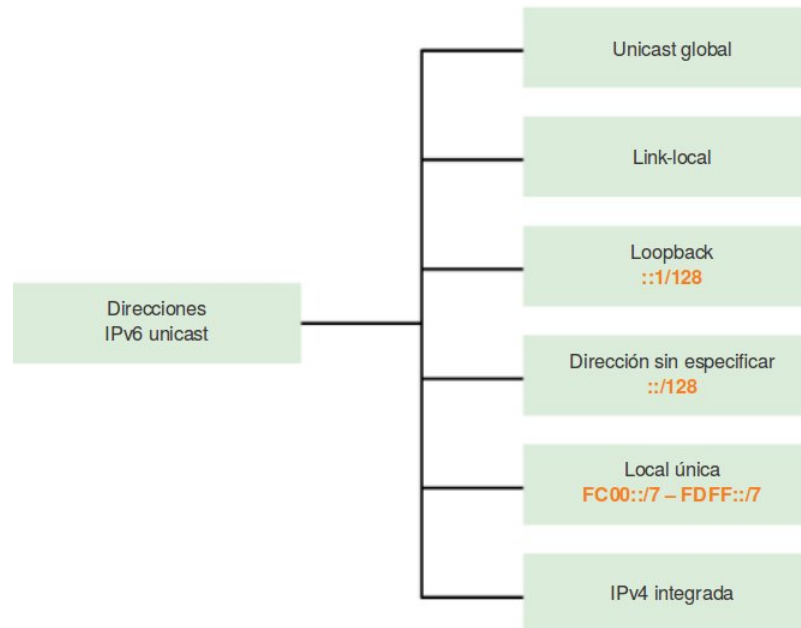 Unicast global
Link-local
Loopback
::1/128
Direcciones
IPv6 unicast
Dirección sin especificar
::/128
Local única
FC00::/7 – FDFF::/7
IPv4 integrada